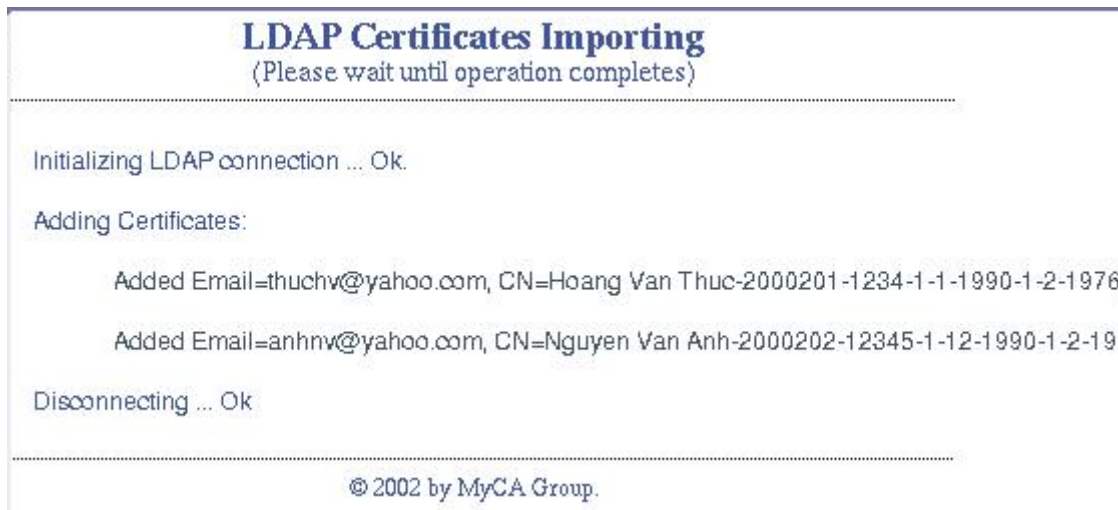 LDAP Certificates Importing
(Please wait until operation completes)
Initializing LDAP connection ... Ok.
Adding Certificates:
Added Email=thuchv@yahoo.com, CN=Hoang Van Thuc-2000201-1234-1-1-1990-1-2-1976
Added Email=anhnv@yahoo.com, CN=Nguyen Van Anh-2000202-12345-1-12-1990-1-2-19
Disconnecting ... Ok
© 2002 by MyCA Group.